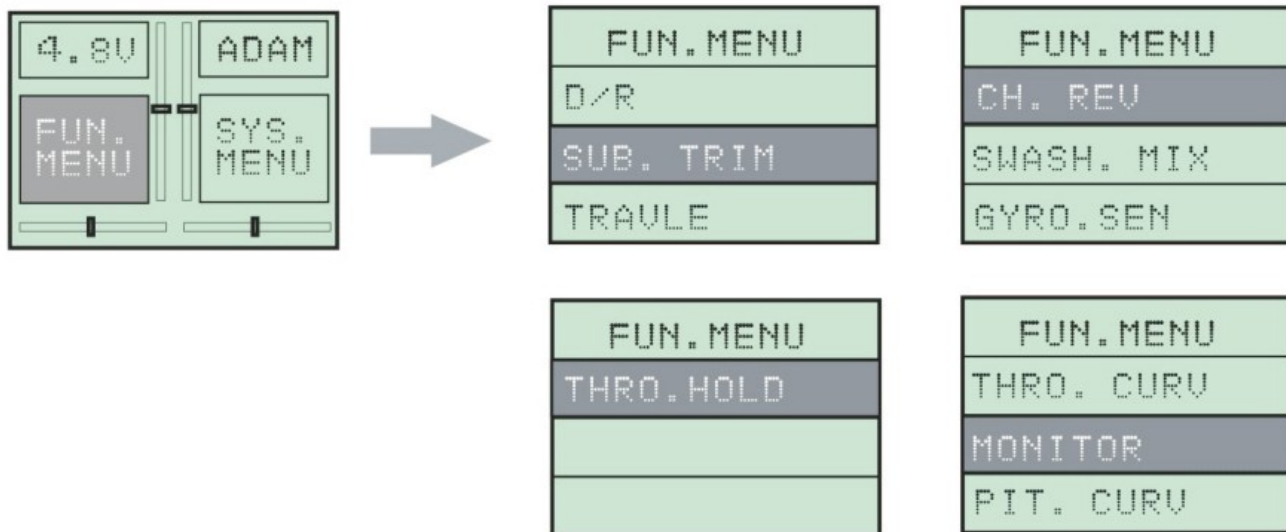 4.8V
ADAM
FUN.
MENU
SYS.
MENU
FUN.MENU
D/R
SUB. TRIM
TRAVLE
FUN.MENU
CH. REV
SWASH. MIX
GYRO.SEN
FUN.MENU
THRO.HOLD
FUN.MENU
THRO. CURV
MONITOR
PIT. CURV